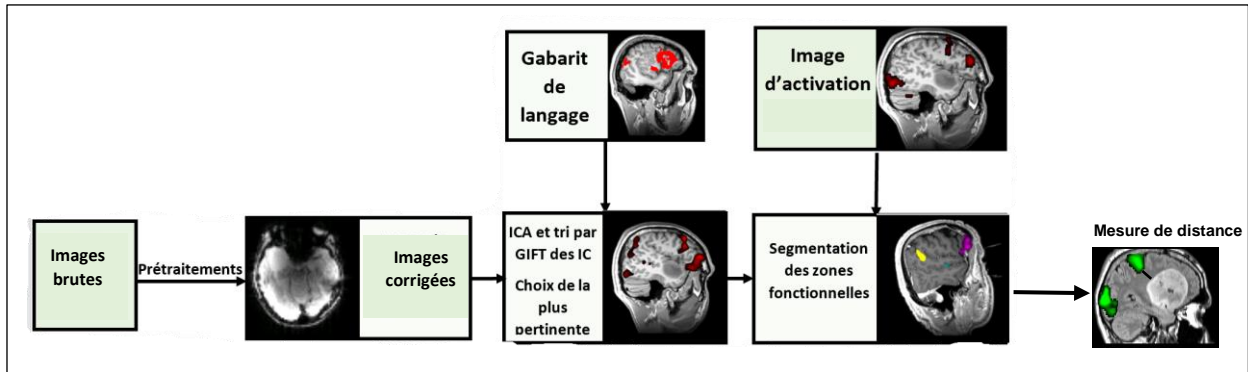 Gabarit
de
langage
Image
d’activation
Images
brutes
Prétraitements
Images
corrigées
ICA et tri par
GIFT des IC
Choix de la
plus
pertinente
Segmentation
des zones
fonctionnelles
Mesure de distance